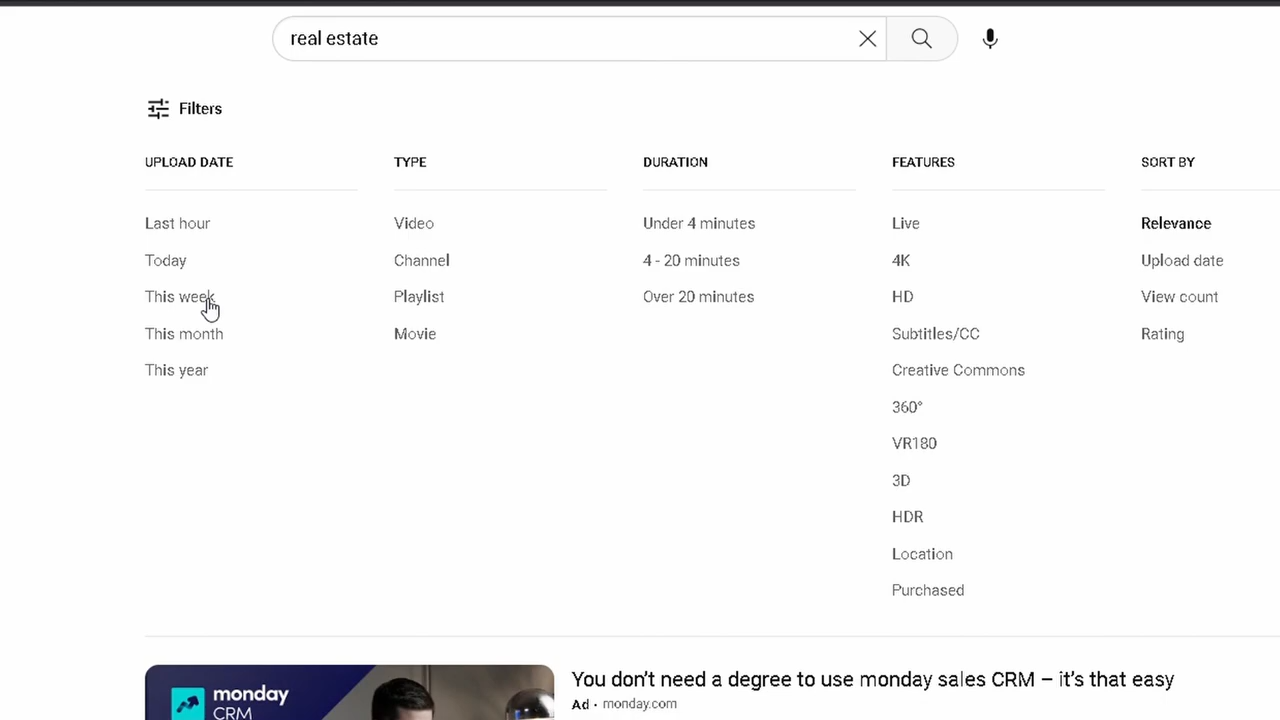 real estate
Filters
UPLOAD DATE
Last hour
Today
This week
This month
This year
TYPE
Video
Channel
Playlist
Movie
DURATION
Under 4 minutes
4 - 20 minutes
Over 20 minutes
FEATURES
Live
4K
HD
Subtitles/CC
Creative Commons
360°
VR180
3D
HDR
Location
Purchased
SORT BY
Relevance
Upload date
View count
Rating
monday
CRM
You don't need a degree to use monday sales CRM – it's that easy
Ad · monday.com